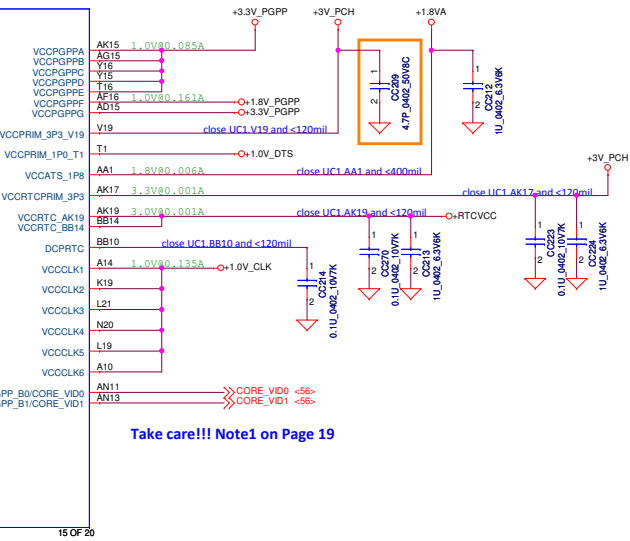 +3.3V_PGPP
+3V_PCH
+1.8VA
VCCPGPPA AK15 1.0V@0.085A
VCCPGPPB AG15
VCCPGPPC Y16
VCCPGPPD Y15
VCCPGPPE T16
VCCPGPPF AF16 1.0V@0.161A +1.8V_PGPP
VCCPGPPG AD15 +3.3V_PGPP
1 2 CC209 4.7P_0402_50V8C
1 2 CC212 1U_0402_6.3V6K
VCCPRIM_3P3_V19 V19 close UC1.V19 and <120mil
VCCPRIM_1P0_T1 T1 +1.0V_DTS
+3V_PCH
VCCATS_1P8 AA1 1.8V@0.006A close UC1.AA1 and <400mil
VCCRTCPRIM_3P3 AK17 3.3V@0.001A close UC1.AK17 and <120mil
VCCRTC_AK19 AK19 3.0V@0.001A close UC1.AK19 and <120mil +RTCVCC
VCCRTC_BB14 BB14
DCPRTC BB10 close UC1.BB10 and <120mil
1 2 CC214 0.1U_0402_10V7K
1 2 CC270 0.1U_0402_10V7K
1 2 CC213 1U_0402_6.3V6K
1 2 CC223 0.1U_0402_10V7K
1 2 CC224 1U_0402_6.3V6K
VCCCLK1 A14 1.0V@0.135A +1.0V_CLK
VCCCLK2 K19
VCCCLK3 L21
VCCCLK4 N20
VCCCLK5 L19
VCCCLK6 A10
PP_B0/CORE_VID0 AN11 CORE_VID0 <56>
PP_B1/CORE_VID1 AN13 CORE_VID1 <56>
Take care!!! Note1 on Page 19
15 OF 20